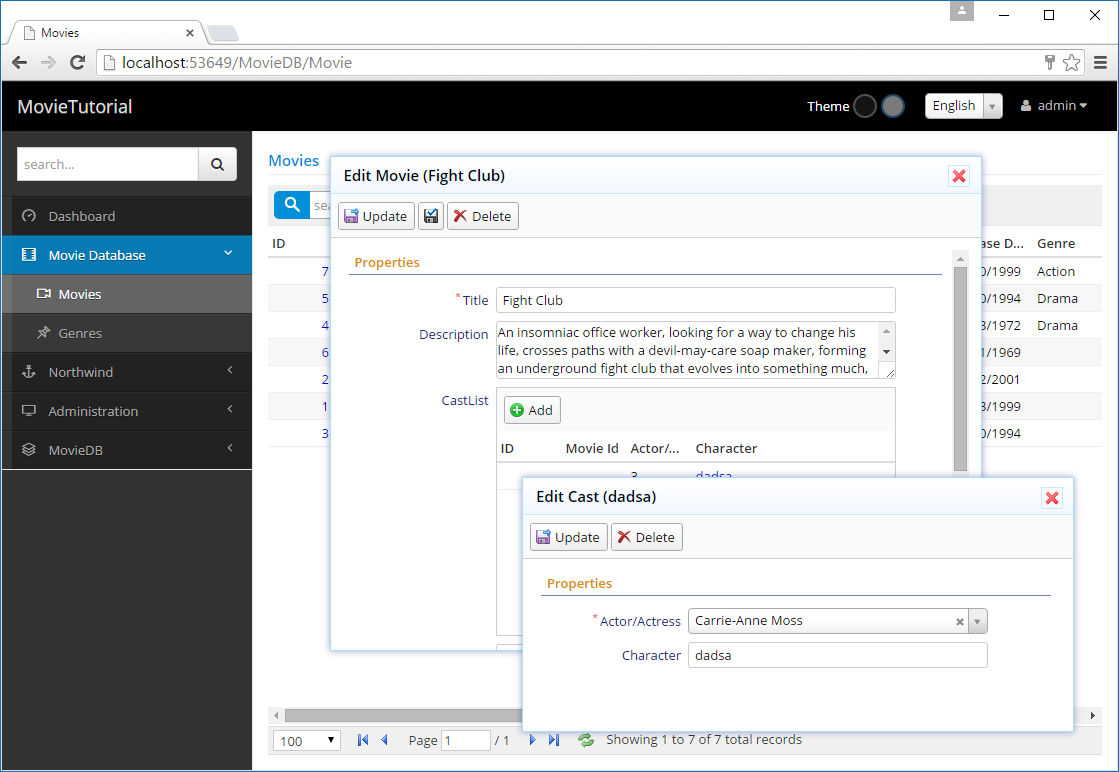 Movies
localhost:53649/MovieDB/Movie
MovieTutorial
Theme
English
admin
search...
Dashboard
Movie Database
Movies
Genres
Northwind
Administration
MovieDB
Movies
ID
Genre
7
0/1999 Action
5
0/1994 Drama
4
3/1972 Drama
6
1/1969
2
2/2001
1
3/1999
3
0/1994
Edit Movie (Fight Club)
Update Delete
Properties
*Title Fight Club
Description An insomniac office worker, looking for a way to change his
life, crosses paths with a devil-may-care soap maker, forming
an underground fight club that evolves into something much,
CastList
Add
ID Movie Id Actor/... Character
3 dadsa
Edit Cast (dadsa)
Update Delete
Properties
*Actor/Actress Carrie-Anne Moss
Character dadsa
100 Page 1 / 1 Showing 1 to 7 of 7 total records